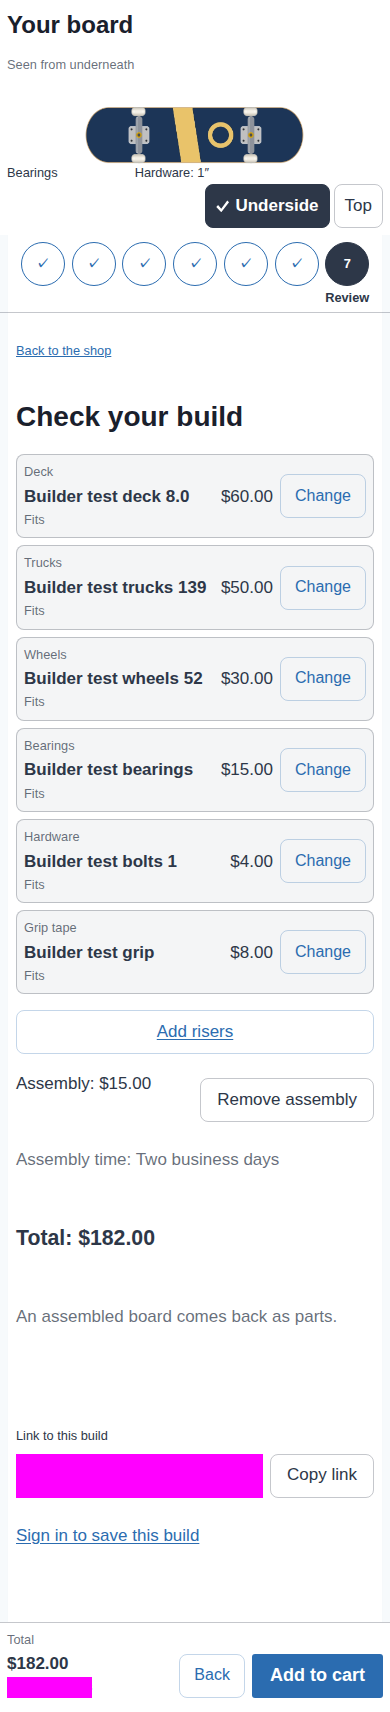 Your board
Seen from underneath
Bearings
Hardware: 1″
Underside
Top
7
Review
Back to the shop
Check your build
Deck
Builder test deck 8.0
$60.00
Change
Fits
Trucks
Builder test trucks 139
$50.00
Change
Fits
Wheels
Builder test wheels 52
$30.00
Change
Fits
Bearings
Builder test bearings
$15.00
Change
Fits
Hardware
Builder test bolts 1
$4.00
Change
Fits
Grip tape
Builder test grip
$8.00
Change
Fits
Add risers
Assembly: $15.00
Remove assembly
Assembly time: Two business days
Total: $182.00
An assembled board comes back as parts.
Link to this build
Copy link
Sign in to save this build
Total
$182.00
Back
Add to cart